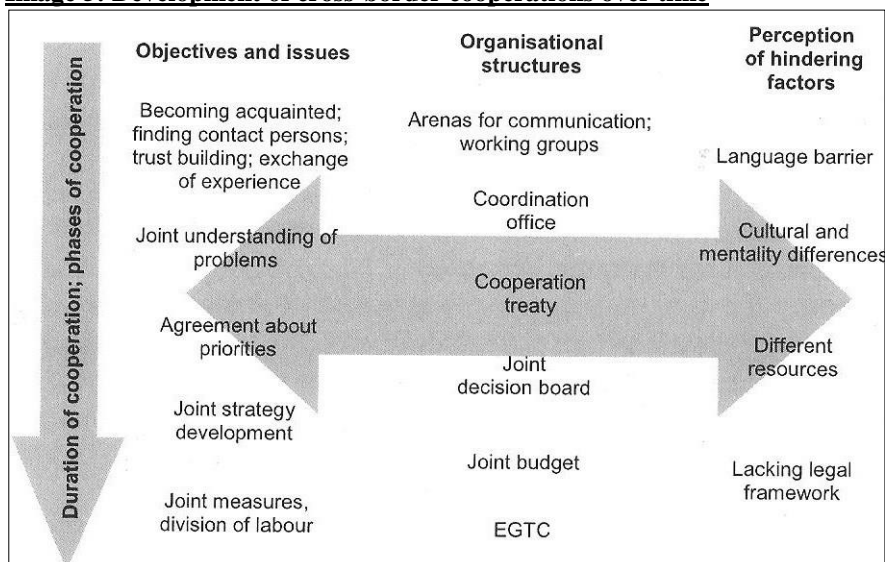 Development of cross-border cooperations over time
Duration of cooperation; phases of cooperation
Objectives and issues
Becoming acquainted;
finding contact persons;
trust building; exchange
of experience
Joint understanding of
problems
Agreement about
priorities
Joint strategy
development
Joint measures,
division of labour
Organisational
structures
Arenas for communication;
working groups
Coordination
office
Cooperation
treaty
Joint
decision board
Joint budget
EGTC
Perception
of hindering
factors
Language barrier
Cultural and
mentality differences
Different
resources
Lacking legal
framework